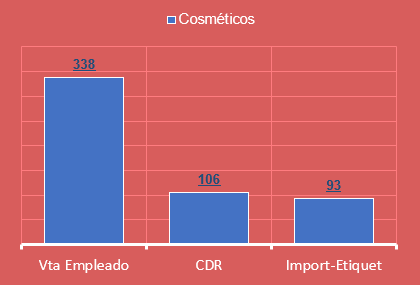 Cosméticos
338
106
93
Vta Empleado
CDR
Import-Etiquet